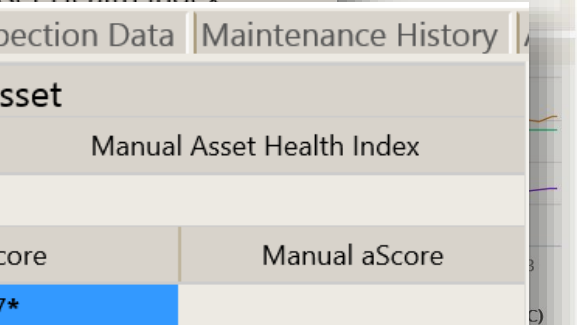 pection Data Maintenance History
sset
Manual Asset Health Index
core Manual aScore
7*
C)